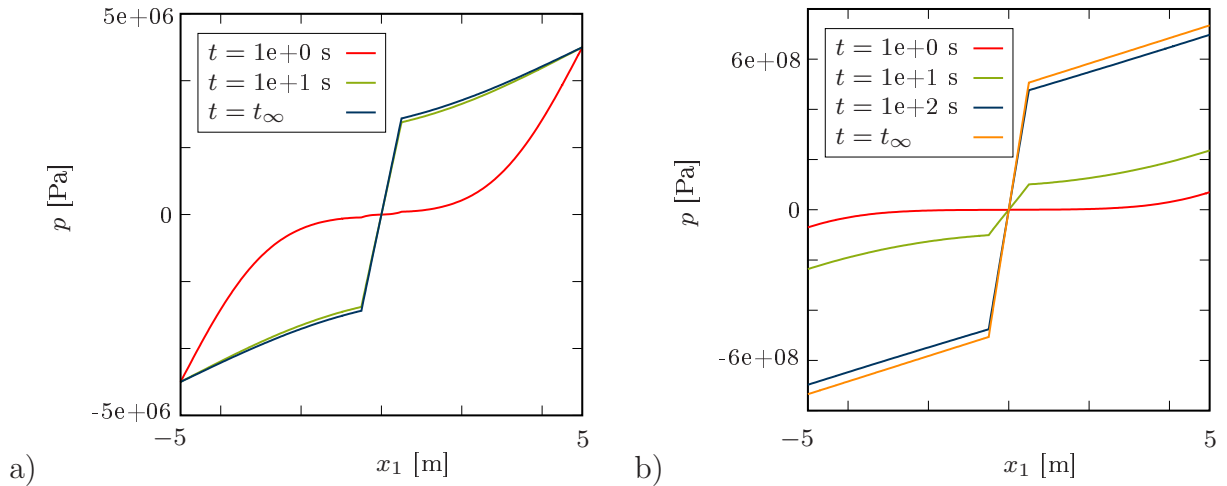 5e+06
t = 1e+0 s
t = 1e+1 s
t = t∞
p [Pa]
0
-5e+06
−5
5
x₁ [m]
a)
6e+08
t = 1e+0 s
t = 1e+1 s
t = 1e+2 s
t = t∞
p [Pa]
0
-6e+08
−5
5
x₁ [m]
b)